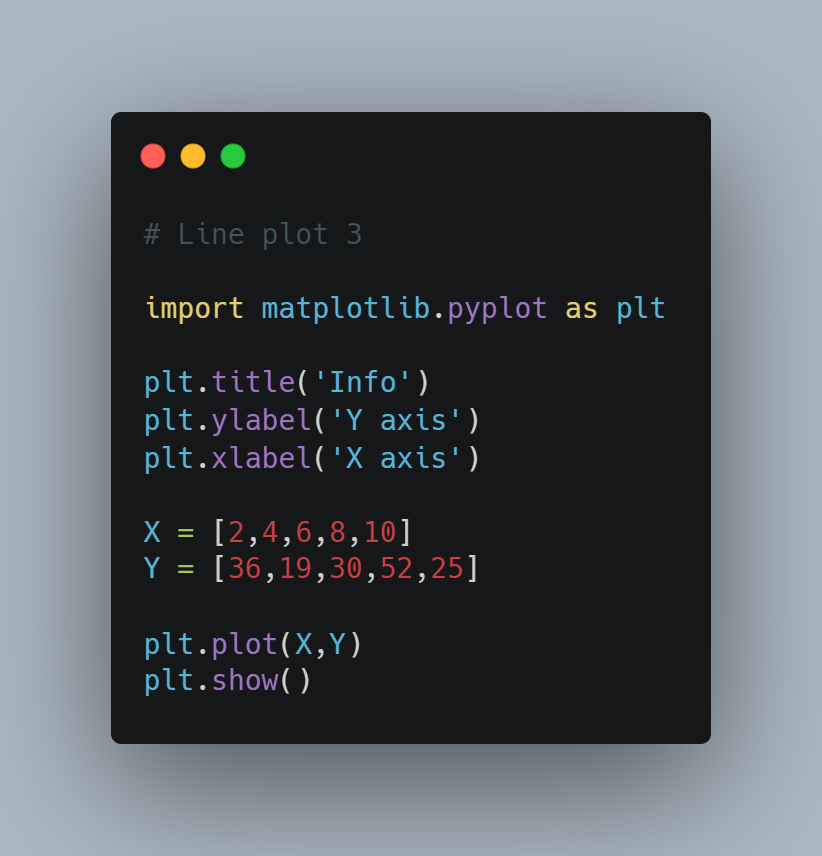 # Line plot 3
import matplotlib.pyplot as plt
plt.title('Info')
plt.ylabel('Y axis')
plt.xlabel('X axis')
X = [2,4,6,8,10]
Y = [36,19,30,52,25]
plt.plot(X,Y)
plt.show()